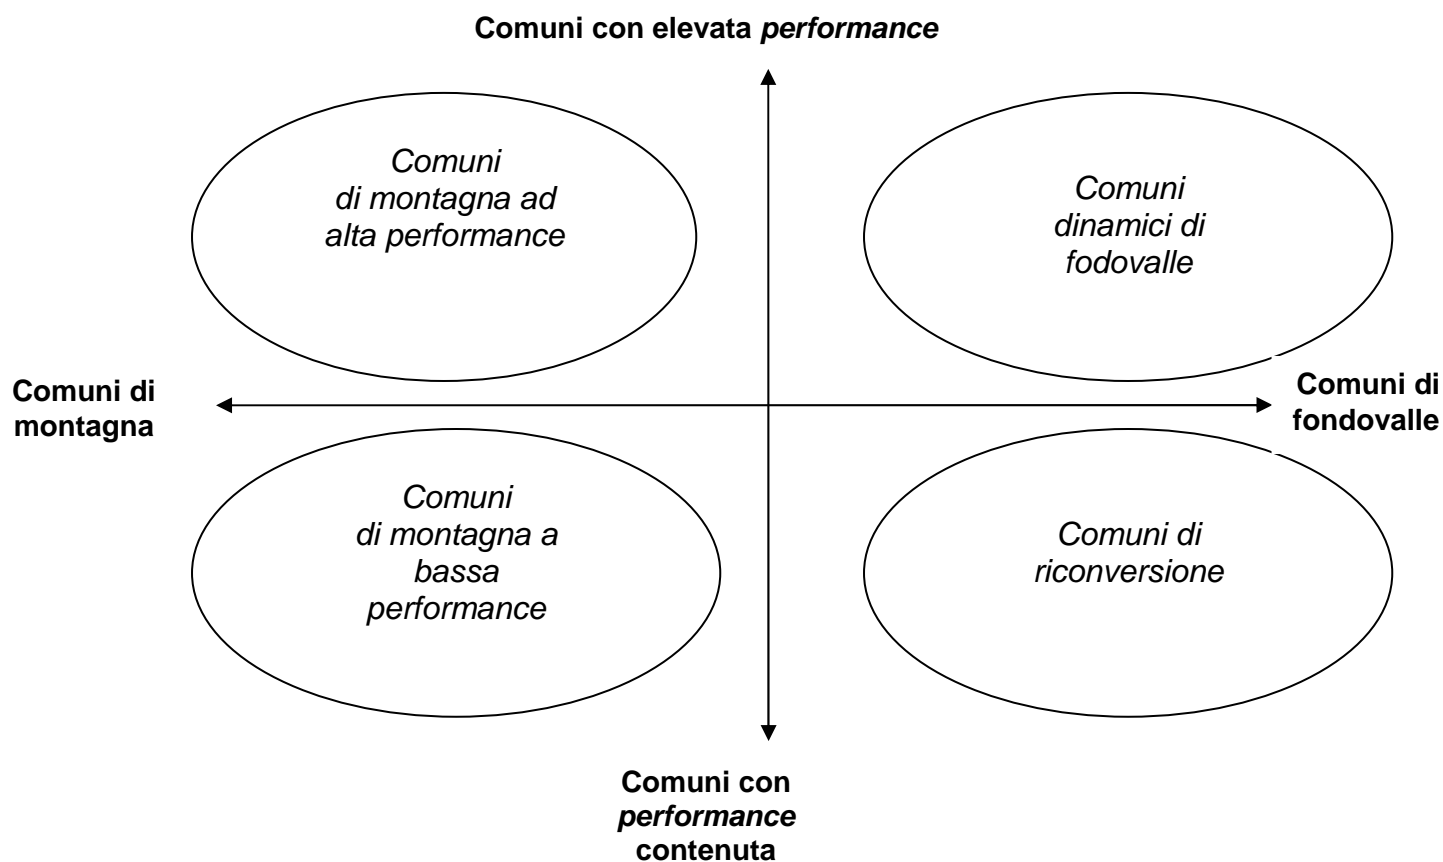 Comuni con elevata performance
Comuni
di montagna ad
alta performance
Comuni
dinamici di
fodovalle
Comuni di
montagna
Comuni di
fondovalle
Comuni
di montagna a
bassa
performance
Comuni di
riconversione
Comuni con
performance
contenuta